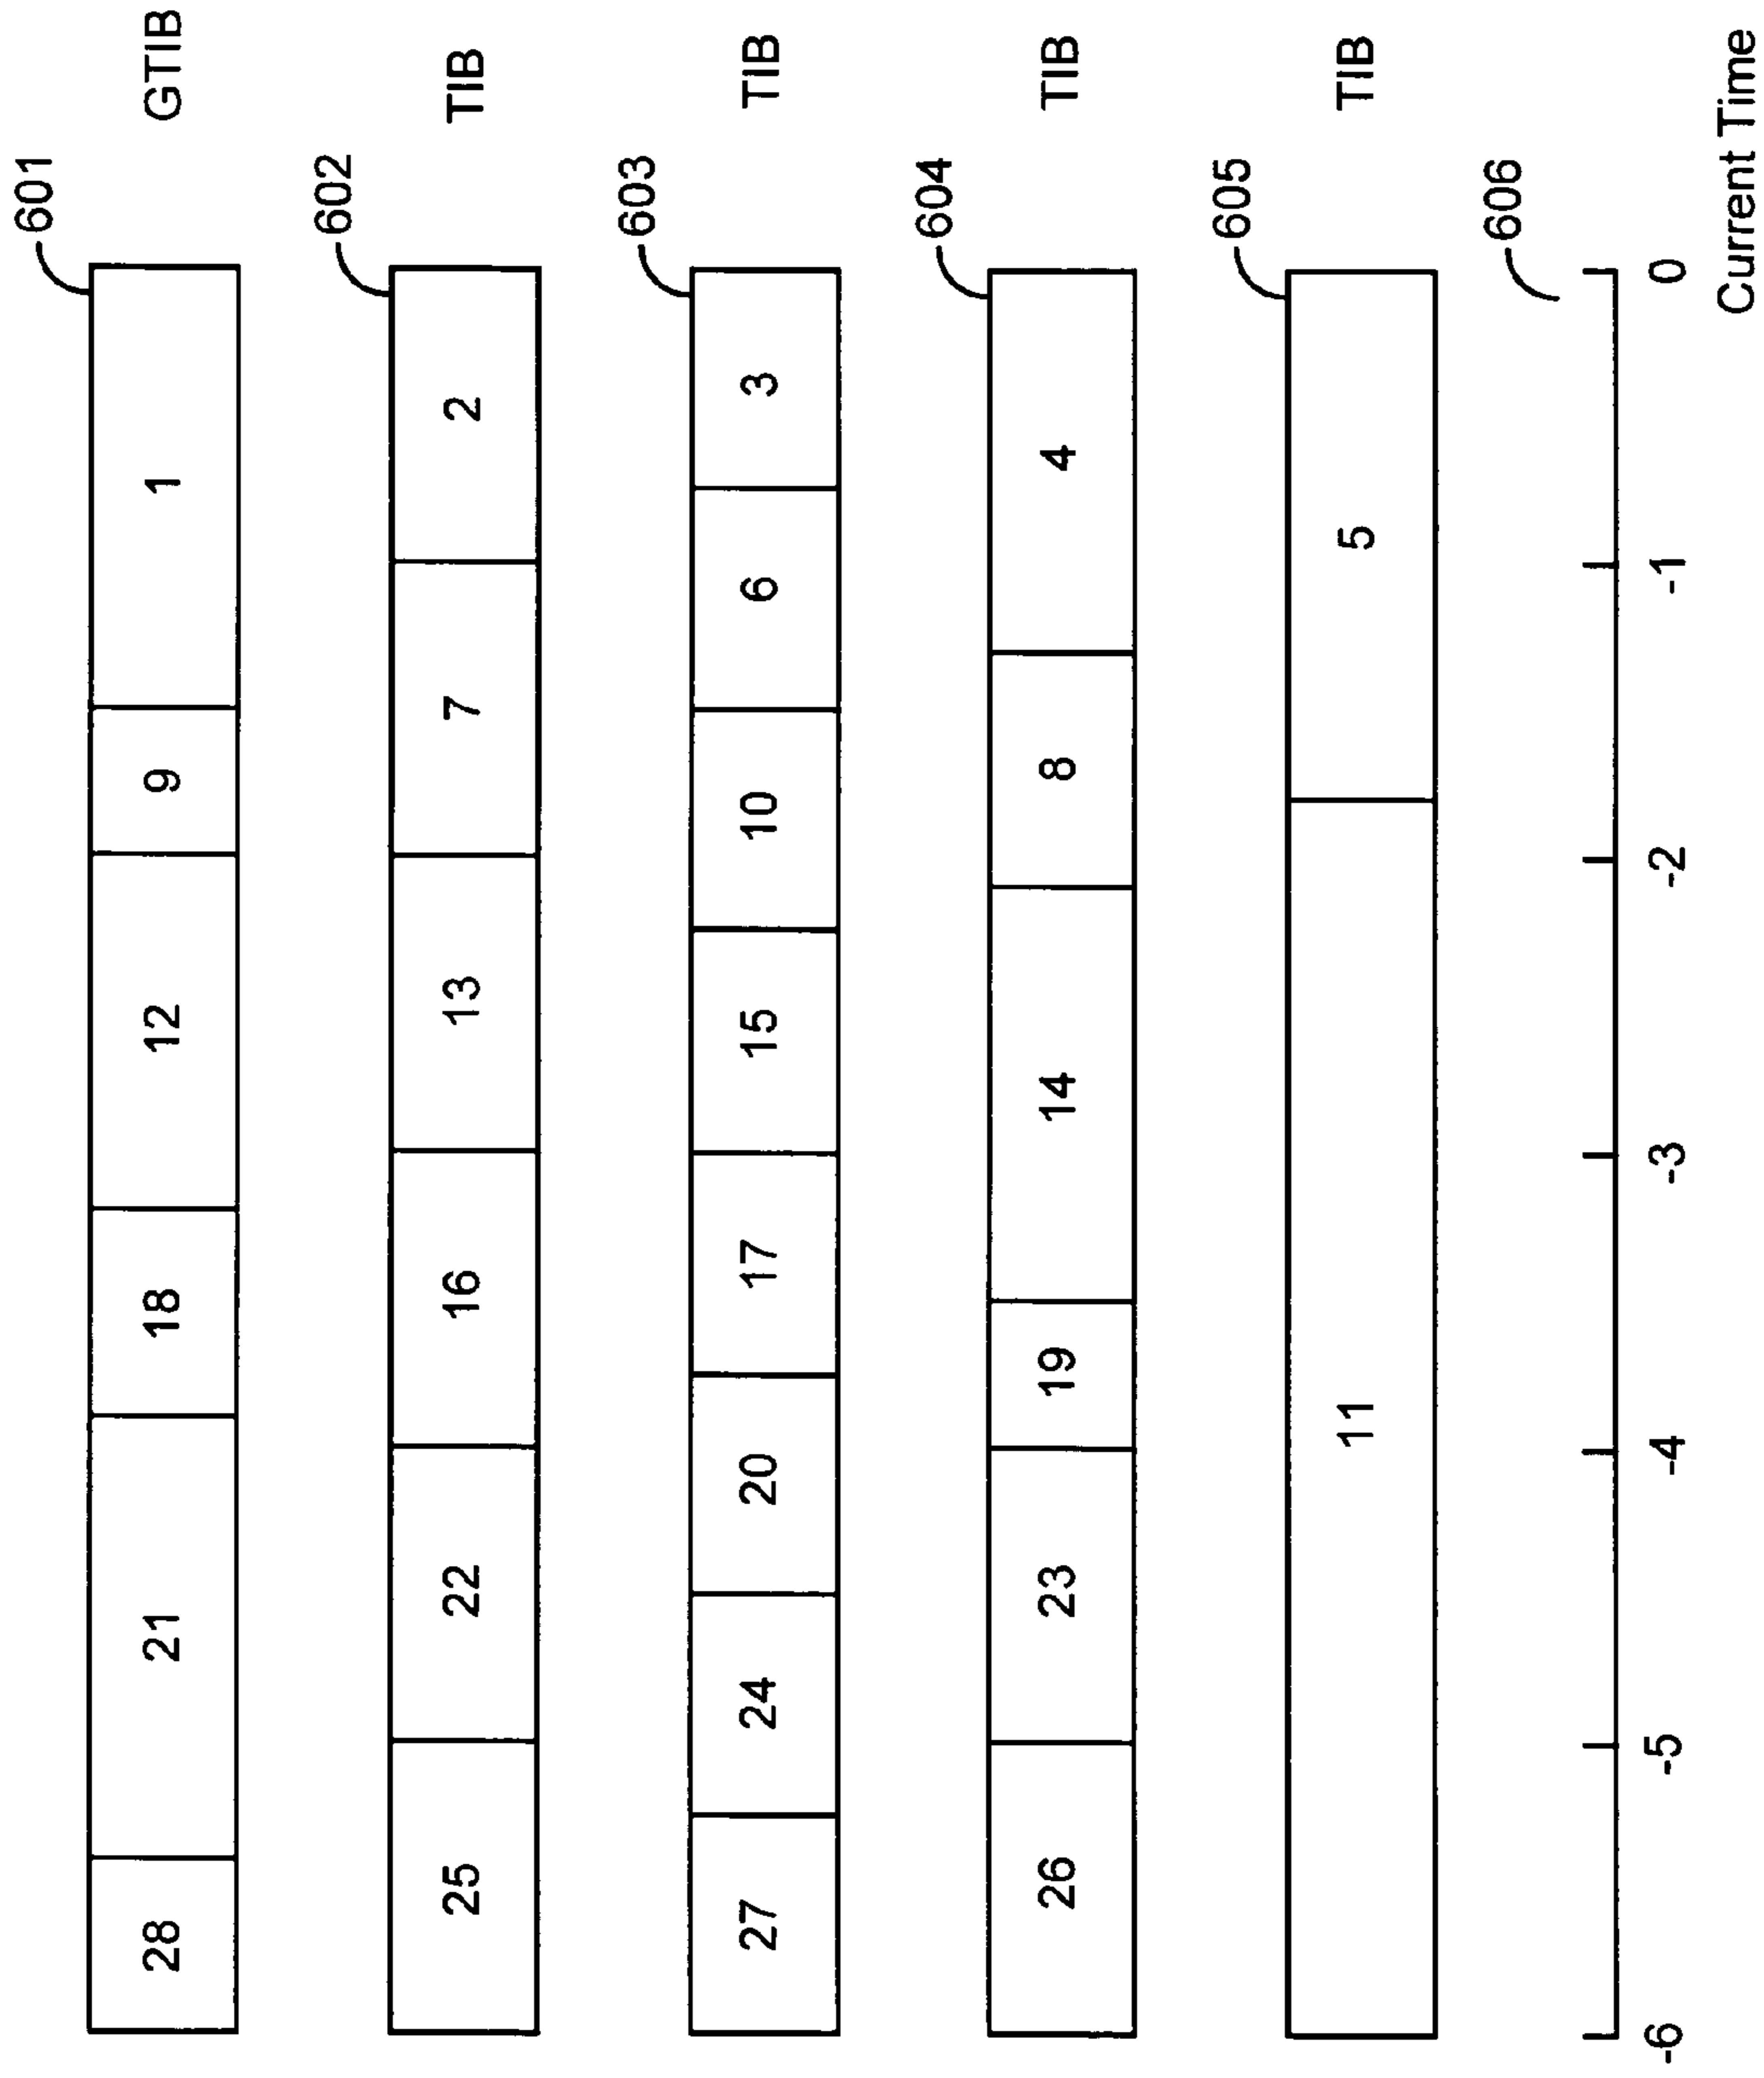 601
28 21 18 12 9 1 GTIB
602
25 22 16 13 7 2 TIB
603
27 24 20 17 15 10 6 3 TIB
604
26 23 19 14 8 4 TIB
605
11 5 TIB
606
-6 -5 -4 -3 -2 -1 0
Current Time